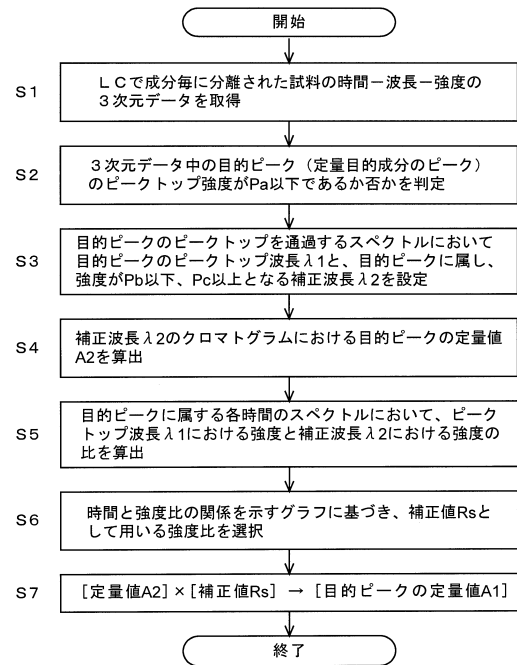 開始
S1
LCで成分毎に分離された試料の時間－波長－強度の
3次元データを取得
S2
3次元データ中の目的ピーク（定量目的成分のピーク）
のピークトップ強度がPa以下であるか否かを判定
S3
目的ピークのピークトップを通過するスペクトルにおいて
目的ピークのピークトップ波長λ1と、目的ピークに属し、
強度がPb以下、Pc以上となる補正波長λ2を設定
S4
補正波長λ2のクロマトグラムにおける目的ピークの定量値
A2を算出
S5
目的ピークに属する各時間のスペクトルにおいて、ピーク
トップ波長λ1における強度と補正波長λ2における強度の
比を算出
S6
時間と強度比の関係を示すグラフに基づき、補正値Rsと
して用いる強度比を選択
S7
［定量値A2］×［補正値Rs］→［目的ピークの定量値A1］
終了